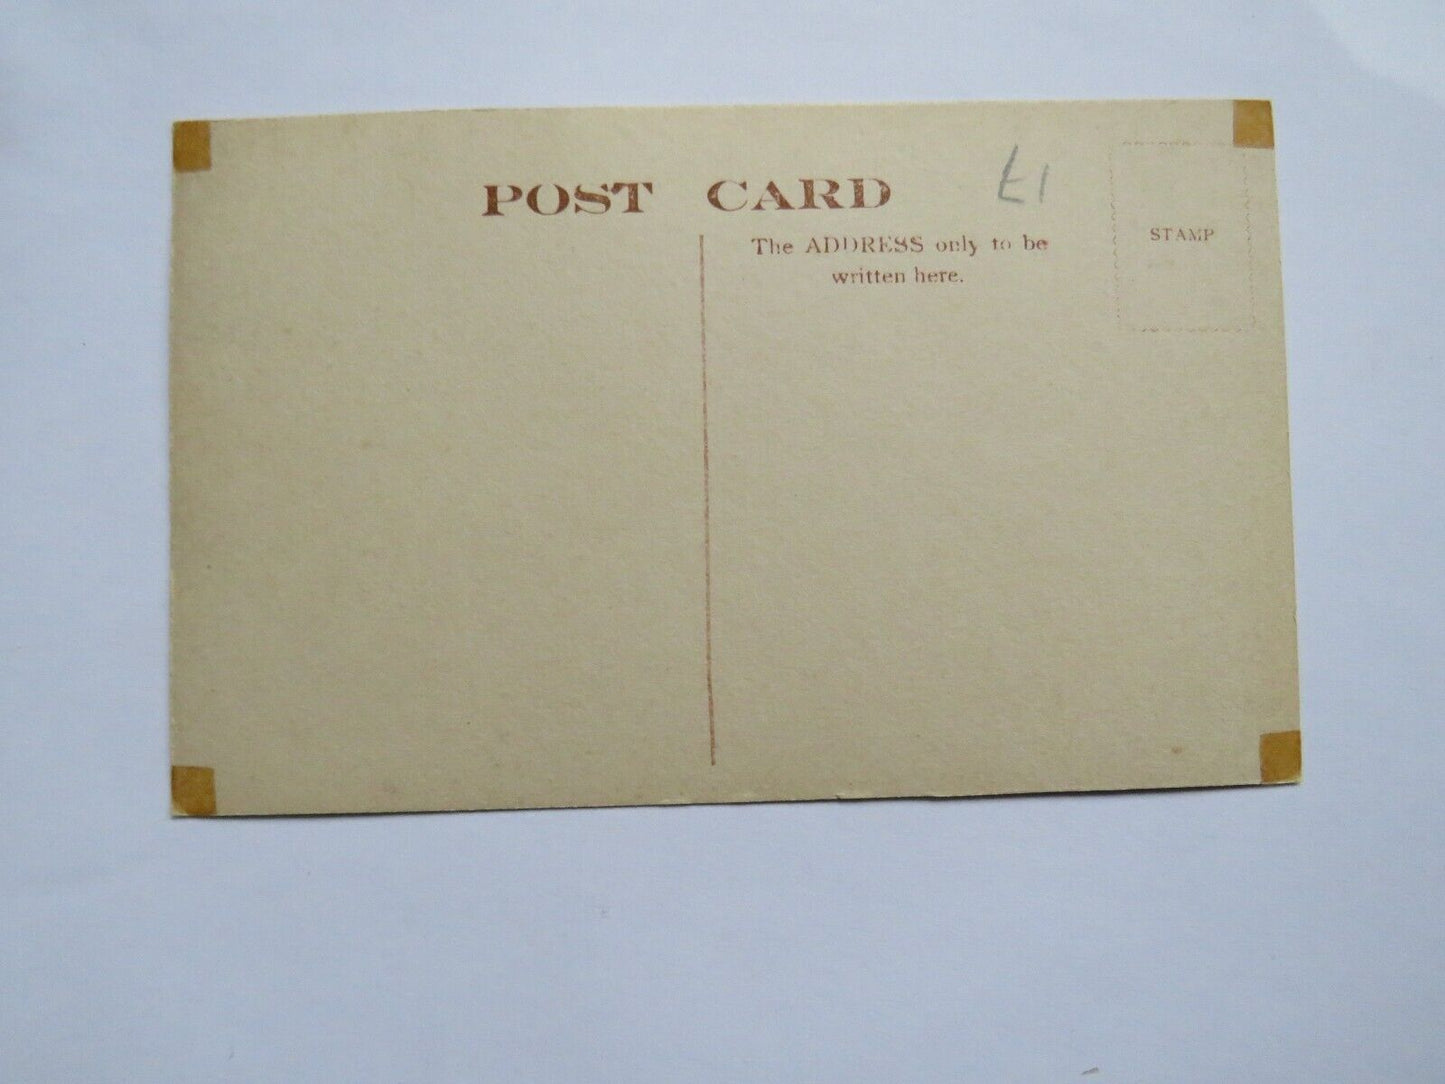 POST CARD
£1
The ADDRESS only to be
written here.
STAMP